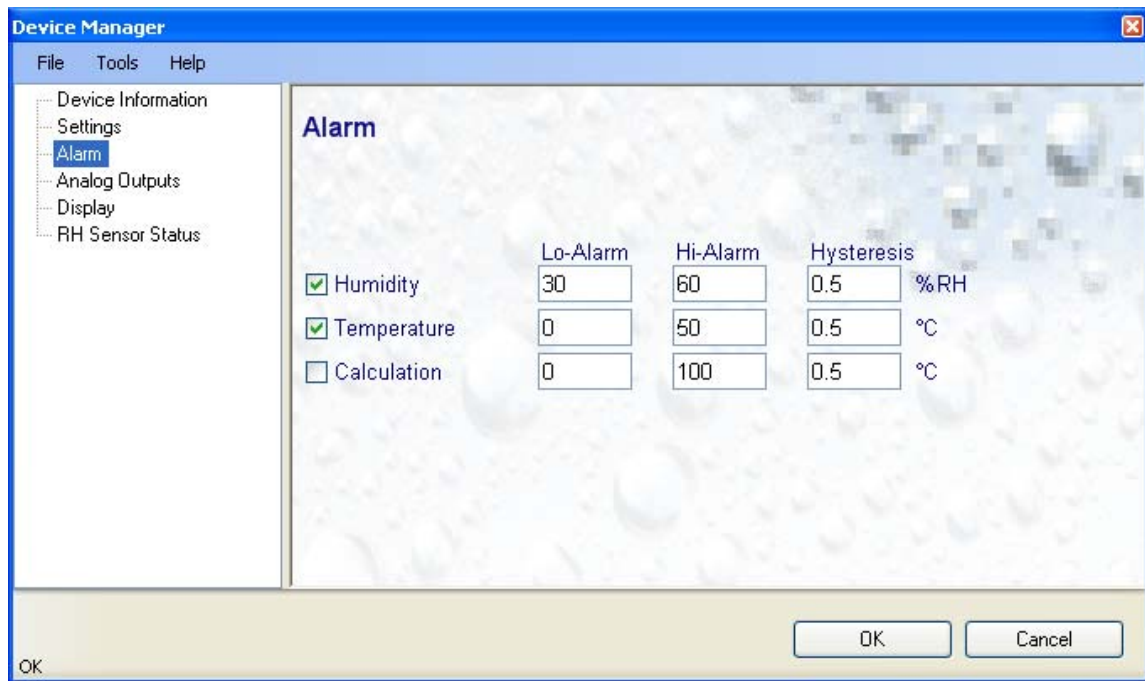 Device Manager
File Tools Help
Device Information
Settings
Alarm
Analog Outputs
Display
RH Sensor Status
Alarm
Lo-Alarm Hi-Alarm Hysteresis
Humidity 30 60 0.5 %RH
Temperature 0 50 0.5 °C
Calculation 0 100 0.5 °C
OK Cancel
OK